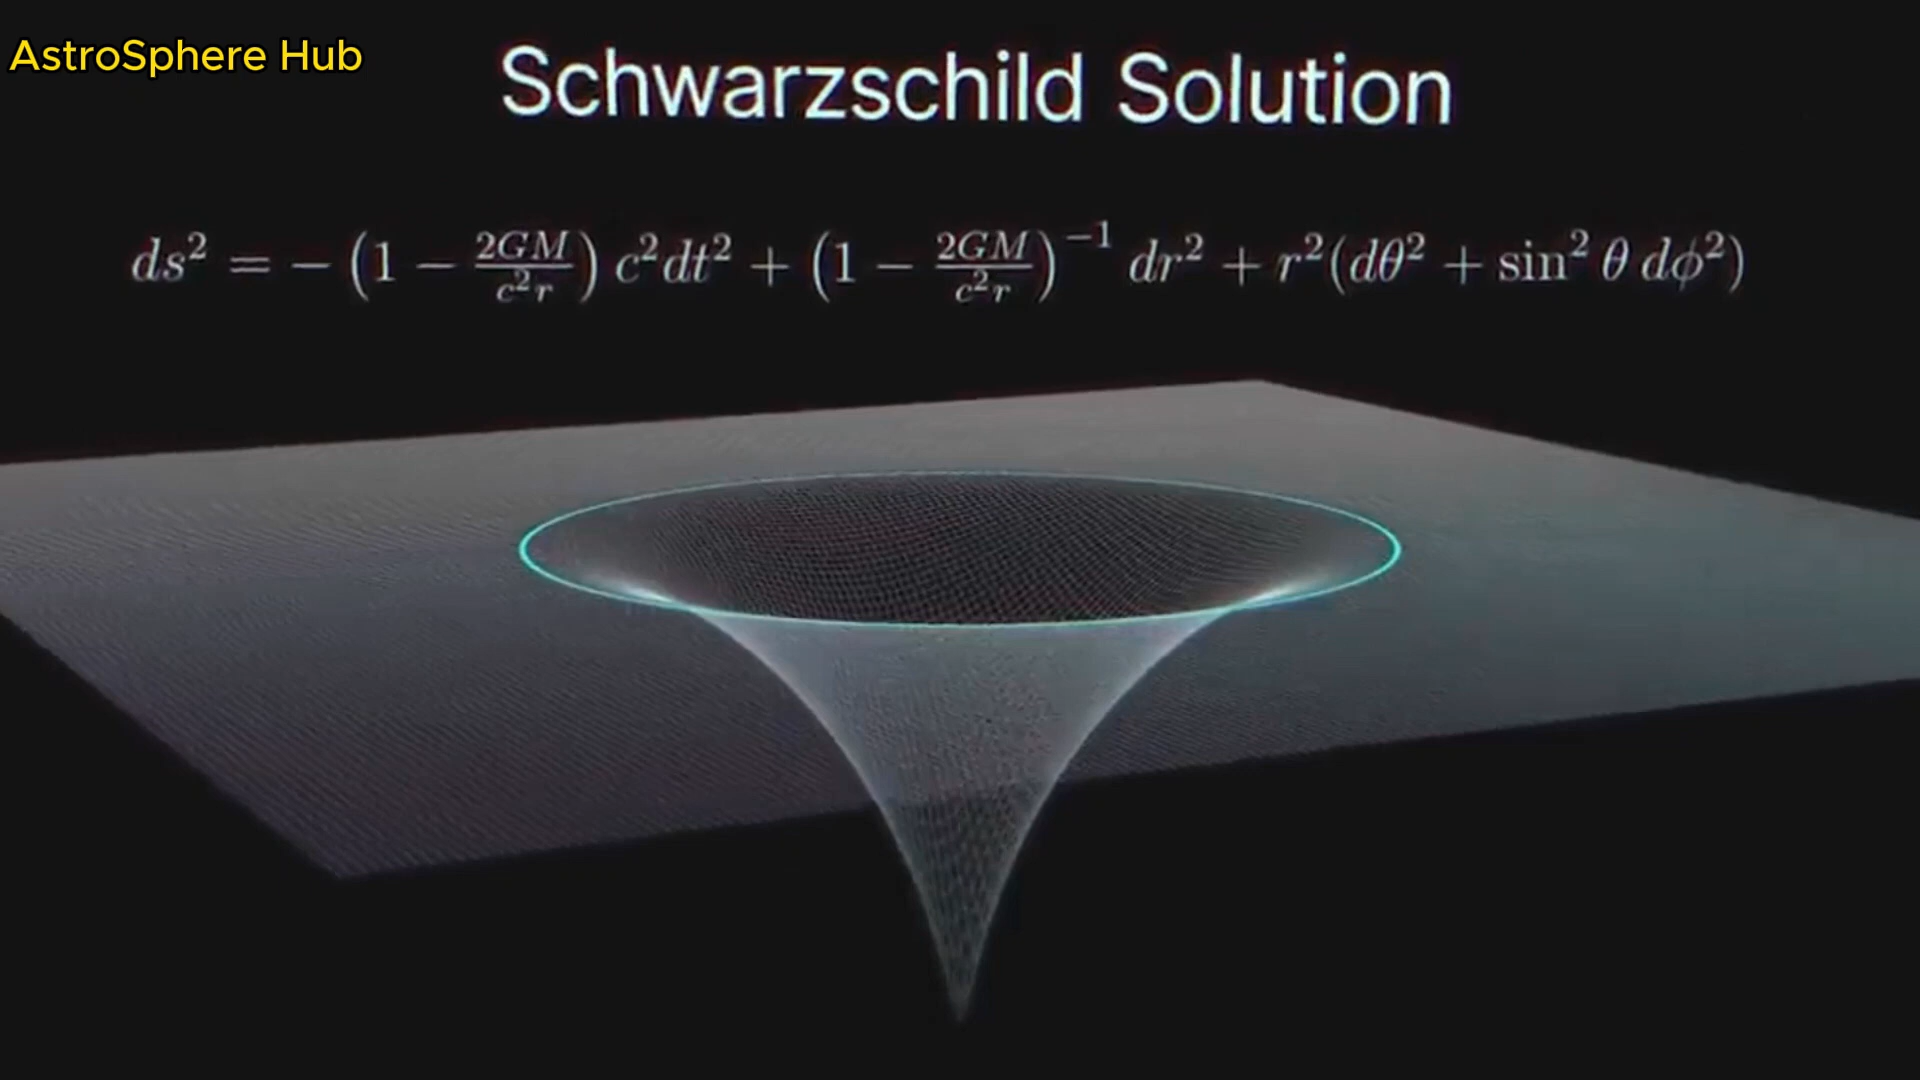 AstroSphere Hub
Schwarzschild Solution
ds² = −(1 − 2GM/c²r) c²dt² + (1 − 2GM/c²r)⁻¹ dr² + r²(dθ² + sin² θ dϕ²)